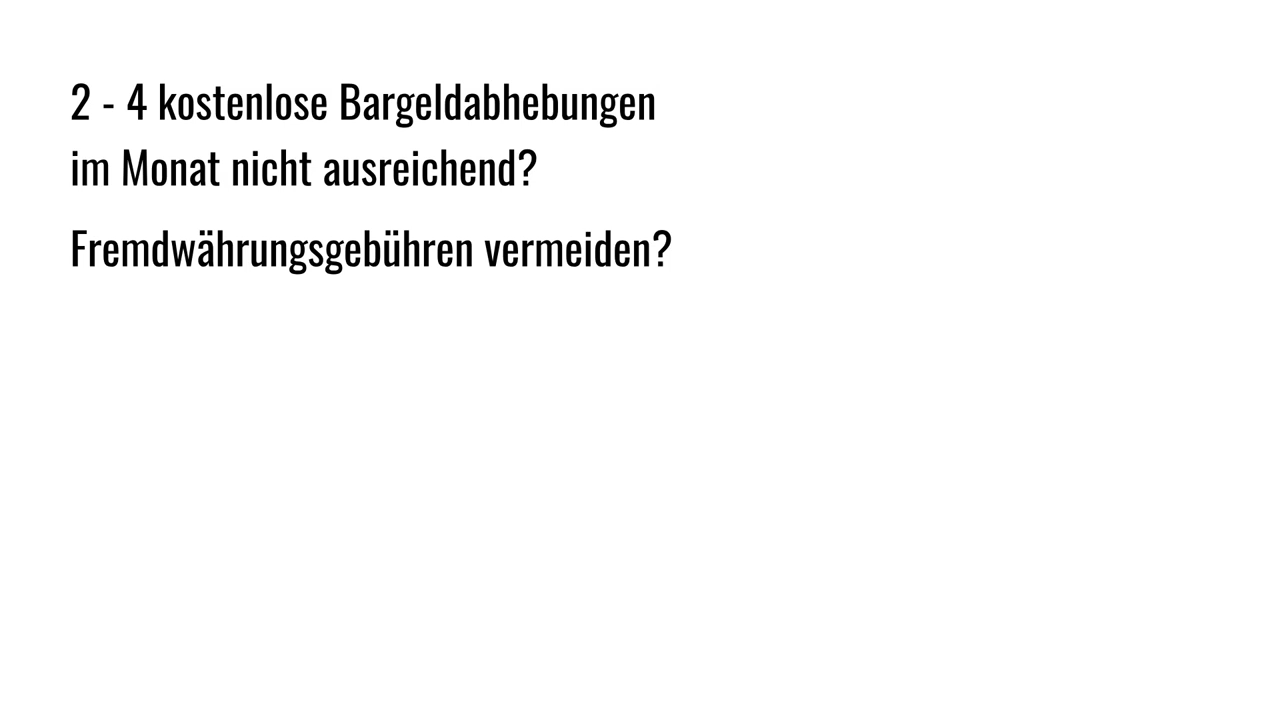 2 - 4 kostenlose Bargeldabhebungen
im Monat nicht ausreichend?
Fremdwährungsgebühren vermeiden?